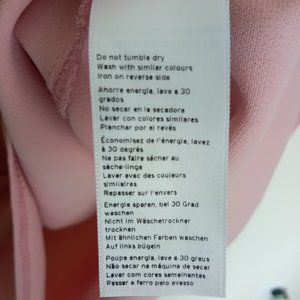 Do not tumble dry
Wash with similar colours
Iron on reverse side
Ahorre energía, lave a 30
grados
No secar en la secadora
Lavar con colores similares
Planchar por el revés
Économisez de l'énergie, lavez
à 30 degrés
Ne pas faire sécher au
sèche-linge
Laver avec des couleurs
similaires
Repasser sur l'envers
Energie sparen, bei 30 Grad
waschen
Nicht im Wäschetrockner
trocknen
Mit ähnlichen Farben waschen
Auf links bügeln
Poupe energia, lave a 30 graus
Não secar na máquina de secar
Lavar com cores semelhantes
Passar a ferro pelo avesso